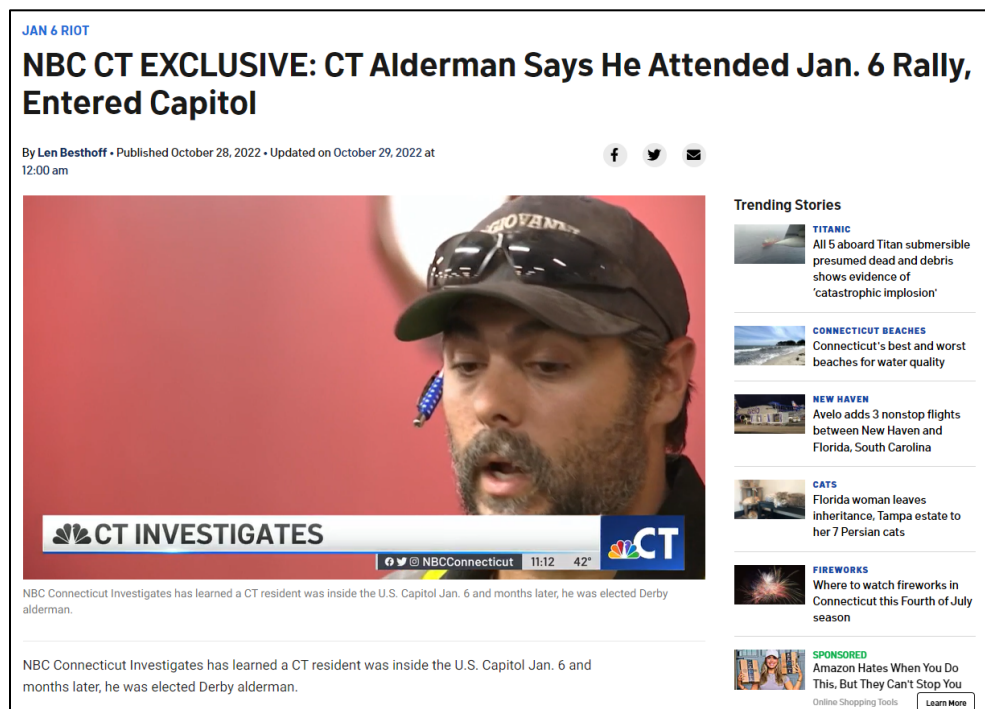 JAN 6 RIOT
NBC CT EXCLUSIVE: CT Alderman Says He Attended Jan. 6 Rally,
Entered Capitol
By Len Besthoff • Published October 28, 2022 • Updated on October 29, 2022 at
12:00 am
GIOVANNI
CT INVESTIGATES
CT
NBCConnecticut 11:12 42°
NBC Connecticut Investigates has learned a CT resident was inside the U.S. Capitol Jan. 6 and months later, he was elected Derby
alderman.
NBC Connecticut Investigates has learned a CT resident was inside the U.S. Capitol Jan. 6 and
months later, he was elected Derby alderman.
Trending Stories
TITANIC
All 5 aboard Titan submersible
presumed dead and debris
shows evidence of
‘catastrophic implosion’
CONNECTICUT BEACHES
Connecticut's best and worst
beaches for water quality
NEW HAVEN
Avelo adds 3 nonstop flights
between New Haven and
Florida, South Carolina
CATS
Florida woman leaves
inheritance, Tampa estate to
her 7 Persian cats
FIREWORKS
Where to watch fireworks in
Connecticut this Fourth of July
season
SPONSORED
Amazon Hates When You Do
This, But They Can't Stop You
Online Shopping Tools
Learn More